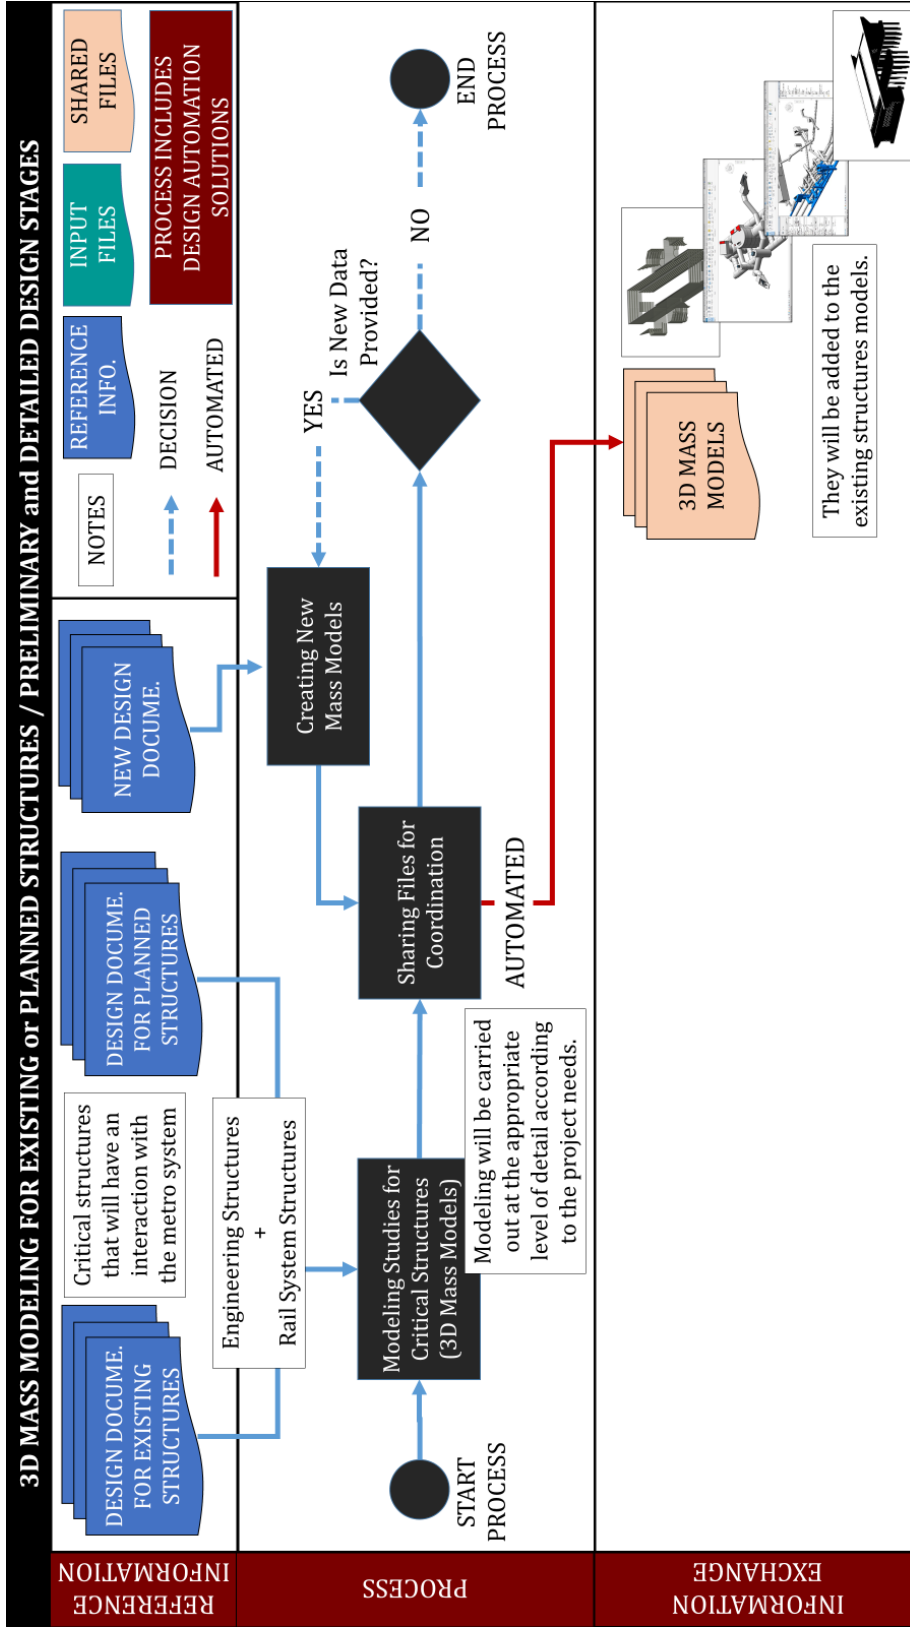 3D MASS MODELING FOR EXISTING or PLANNED STRUCTURES / PRELIMINARY and DETAILED DESIGN STAGES
REFERENCE
INFORMATION
DESIGN DOCUME.
FOR EXISTING
STRUCTURES
Critical structures
that will have an
interaction with
the metro system
DESIGN DOCUME.
FOR PLANNED
STRUCTURES
NEW DESIGN
DOCUME.
NOTES
REFERENCE
INFO.
INPUT
FILES
SHARED
FILES
DECISION
AUTOMATED
PROCESS INCLUDES
DESIGN AUTOMATION
SOLUTIONS
PROCESS
Engineering Structures
+
Rail System Structures
START
PROCESS
Modeling Studies for
Critical Structures
(3D Mass Models)
Modeling will be carried
out at the appropriate
level of detail according
to the project needs.
Sharing Files for
Coordination
AUTOMATED
Creating New
Mass Models
YES
Is New Data
Provided?
NO
END
PROCESS
INFORMATION
EXCHANGE
3D MASS
MODELS
They will be added to the
existing structures models.